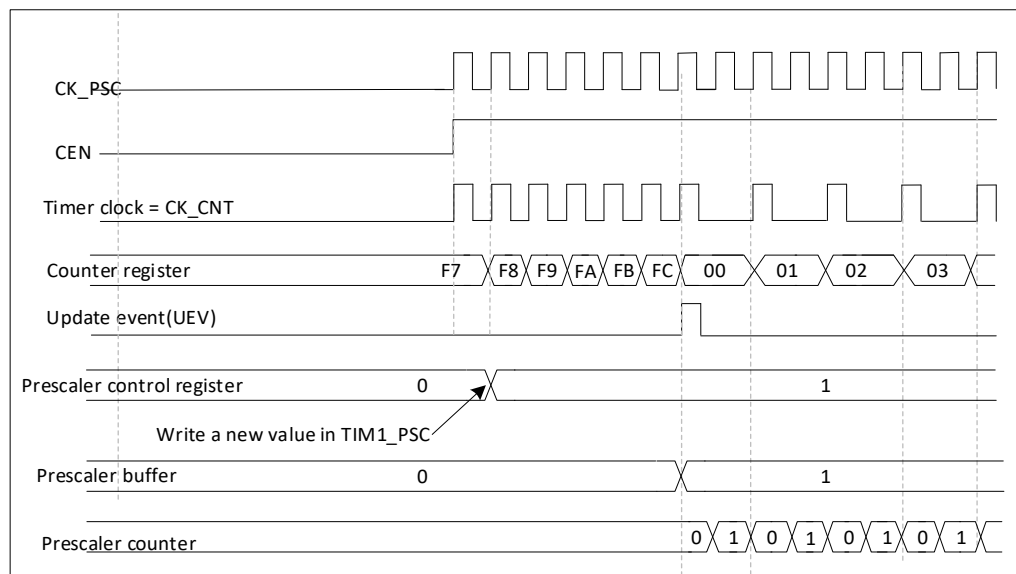 CK_PSC
CEN
Timer clock = CK_CNT
Counter register F7 F8 F9 FA FB FC 00 01 02 03
Update event(UEV)
Prescaler control register 0 1
Write a new value in TIM1_PSC
Prescaler buffer 0 1
Prescaler counter 0 1 0 1 0 1 0 1